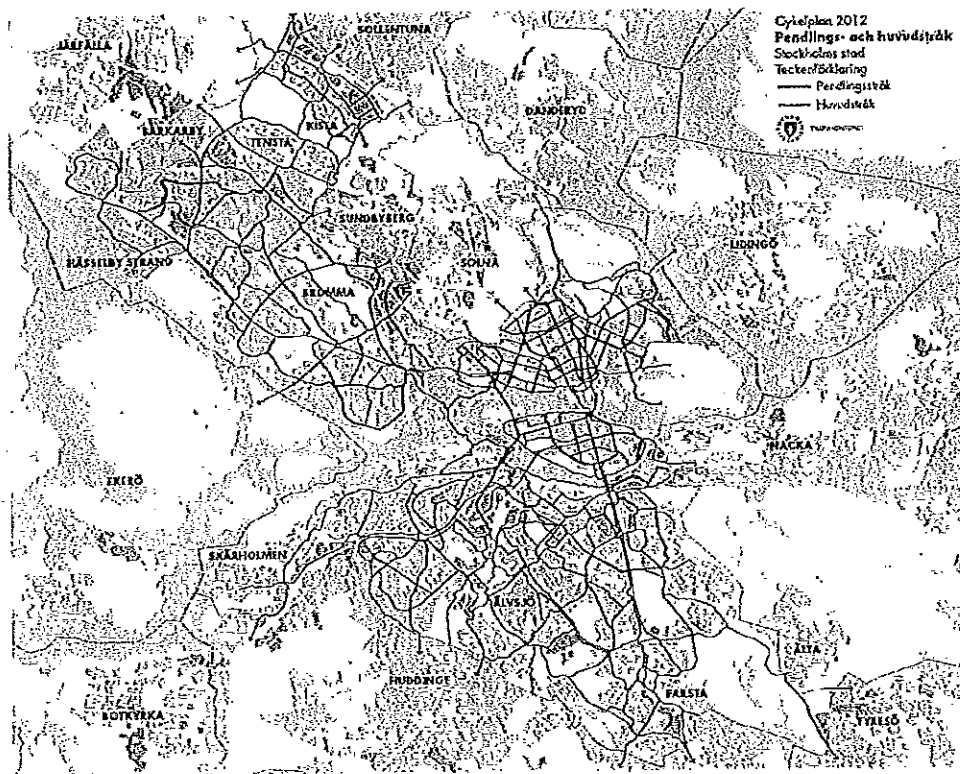 Cykelplan 2012
Pendlings- och huvudstråk
Stockholms stad
Teckenförklaring
Pendlingsstråk
Huvudstråk
SOLLENTUNA
JÄRFÄLLA
DANDERYD
BARKARBY
KISTA
TENSTA
SUNDBYBERG
LIDINGÖ
HÄSSELBY STRAND
SOLNA
BROMMA
NACKA
EKERÖ
SKÄRHOLMEN
ÄLVSJÖ
ÄLTA
HUDDINGE
FARSTA
BOTKYRKA
TYRESÖ